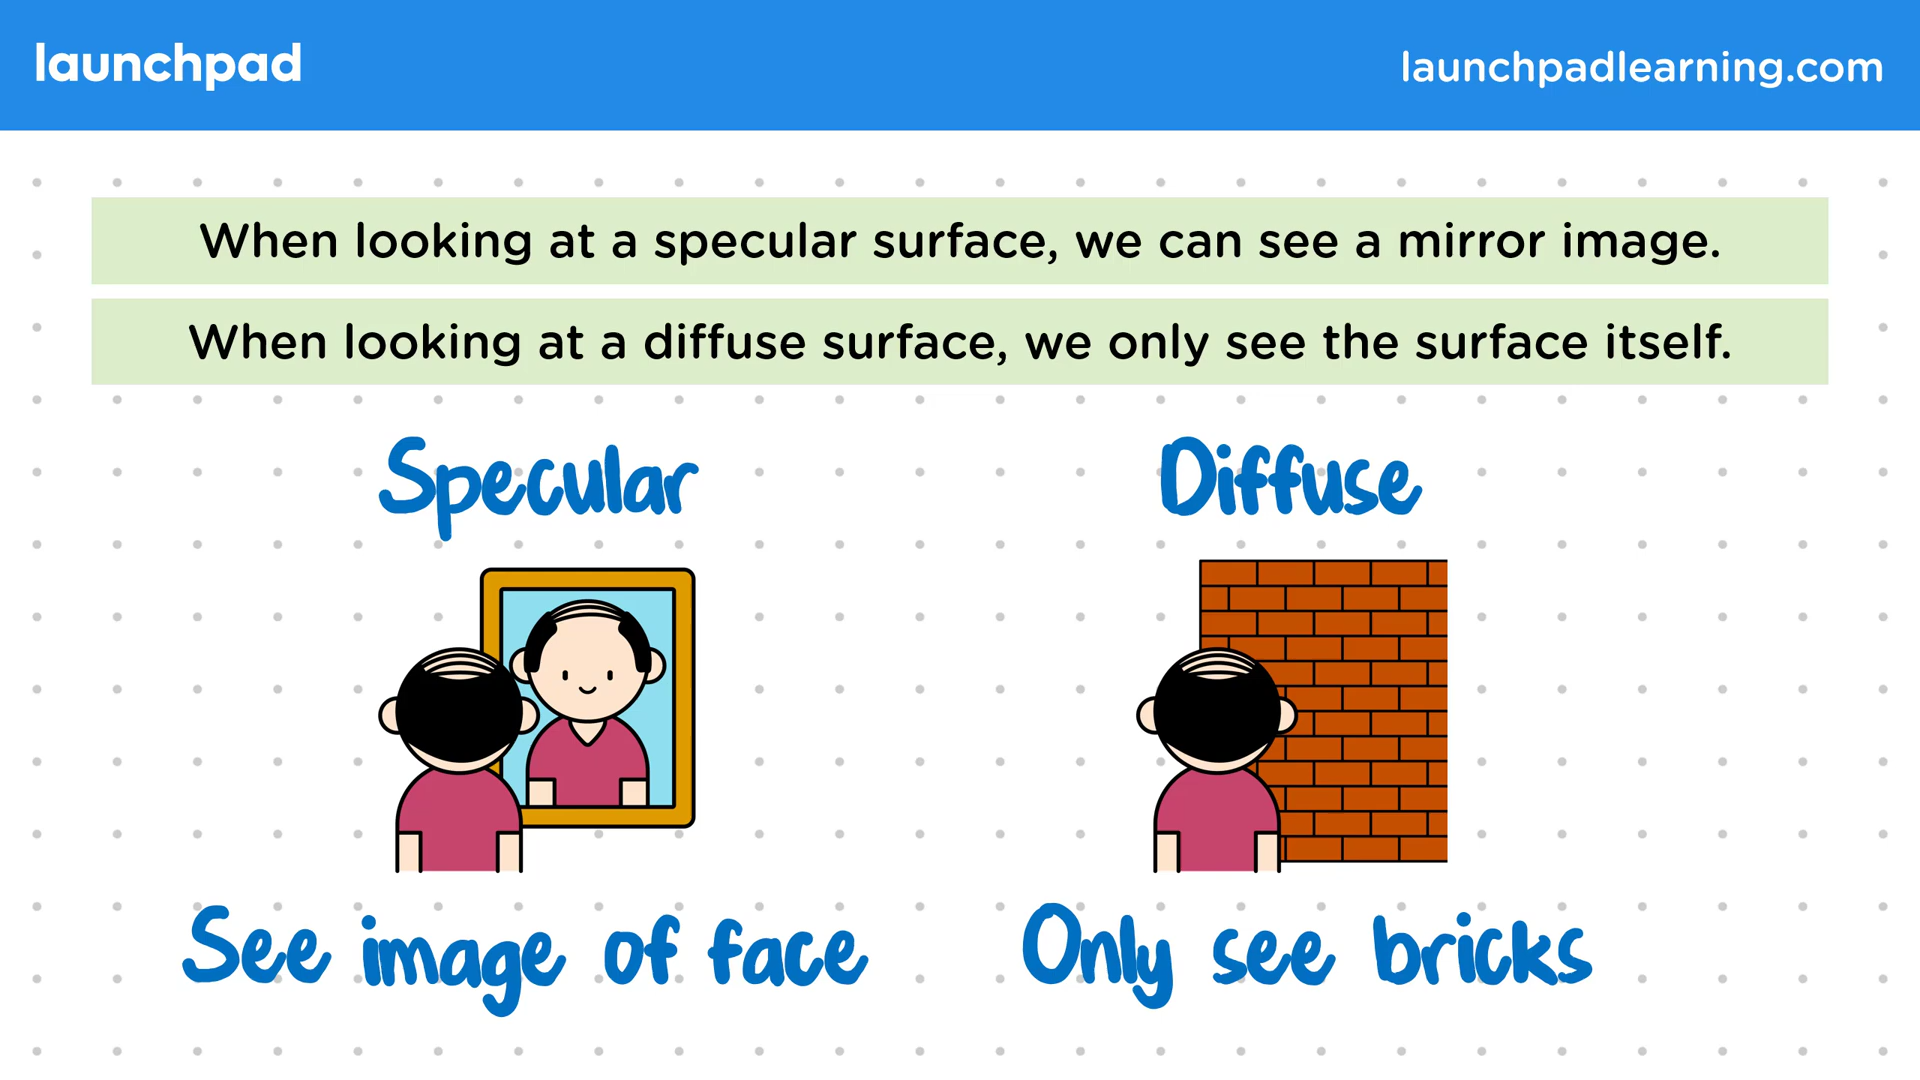 launchpad
launchpadlearning.com
When looking at a specular surface, we can see a mirror image.
When looking at a diffuse surface, we only see the surface itself.
Specular
Diffuse
See image of face
Only see bricks